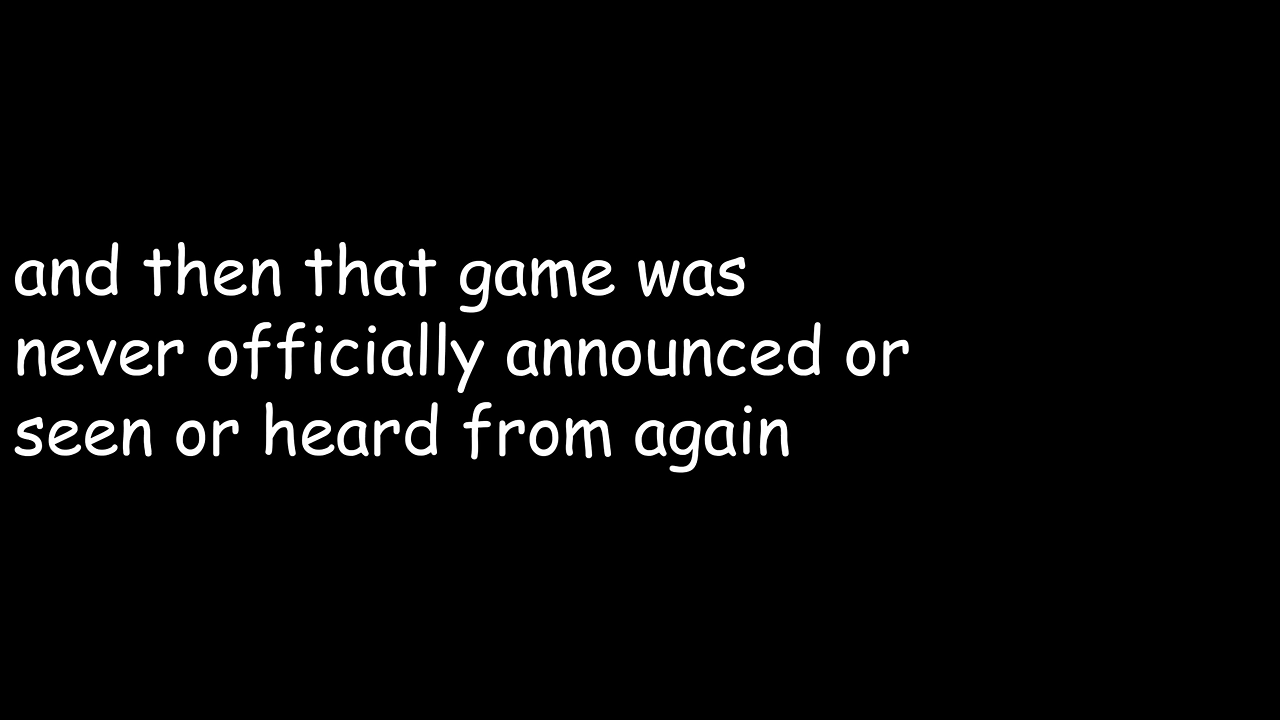 and then that game was
never officially announced or
seen or heard from again